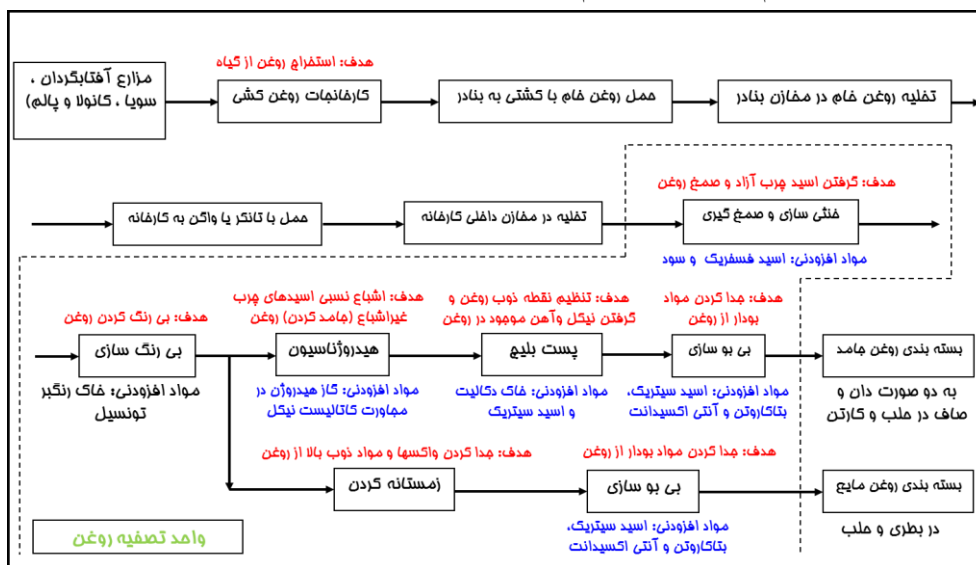 هدف: استخراج روغن از گیاه
مزارع آفتابگردان ،
سویا ، کانولا و پالم)
کارخانجات روغن کشی
حمل روغن خام با کشتی به بنادر
تخلیه روغن خام در مخازن بنادر
هدف: گرفتن اسید چرب آزاد و صمغ روغن
حمل با تانکر یا واگن به کارخانه
تخلیه در مخازن داخلی کارخانه
خنثی سازی و صمغ گیری
مواد افزودنی: اسید فسفریک و سود
هدف: بی رنگ کردن روغن
بی رنگ سازی
مواد افزودنی: خاک رنگبر
تونسیل
هدف: اشباع نسبی اسیدهای چرب
غیراشباع (جامد کردن) روغن
هیدروژناسیون
مواد افزودنی: گاز هیدروژن در
مجاورت کاتالیست نیکل
هدف: تنظیم نقطه ذوب روغن و
گرفتن نیکل وآهن موجود در روغن
پست بلیچ
مواد افزودنی: خاک دکالیت
و اسید سیتریک
هدف: جدا کردن مواد
بودار از روغن
بی بو سازی
مواد افزودنی: اسید سیتریک،
بتاکاروتن و آنتی اکسیدانت
بسته بندی روغن جامد
به دو صورت دان و
صاف در حلب و کارتن
هدف: جدا کردن واکسها و مواد ذوب بالا از روغن
زمستانه کردن
هدف: جدا کردن مواد بودار از روغن
بی بو سازی
مواد افزودنی: اسید سیتریک،
بتاکاروتن و آنتی اکسیدانت
بسته بندی روغن مایع
در بطری و حلب
واحد تصفیه روغن